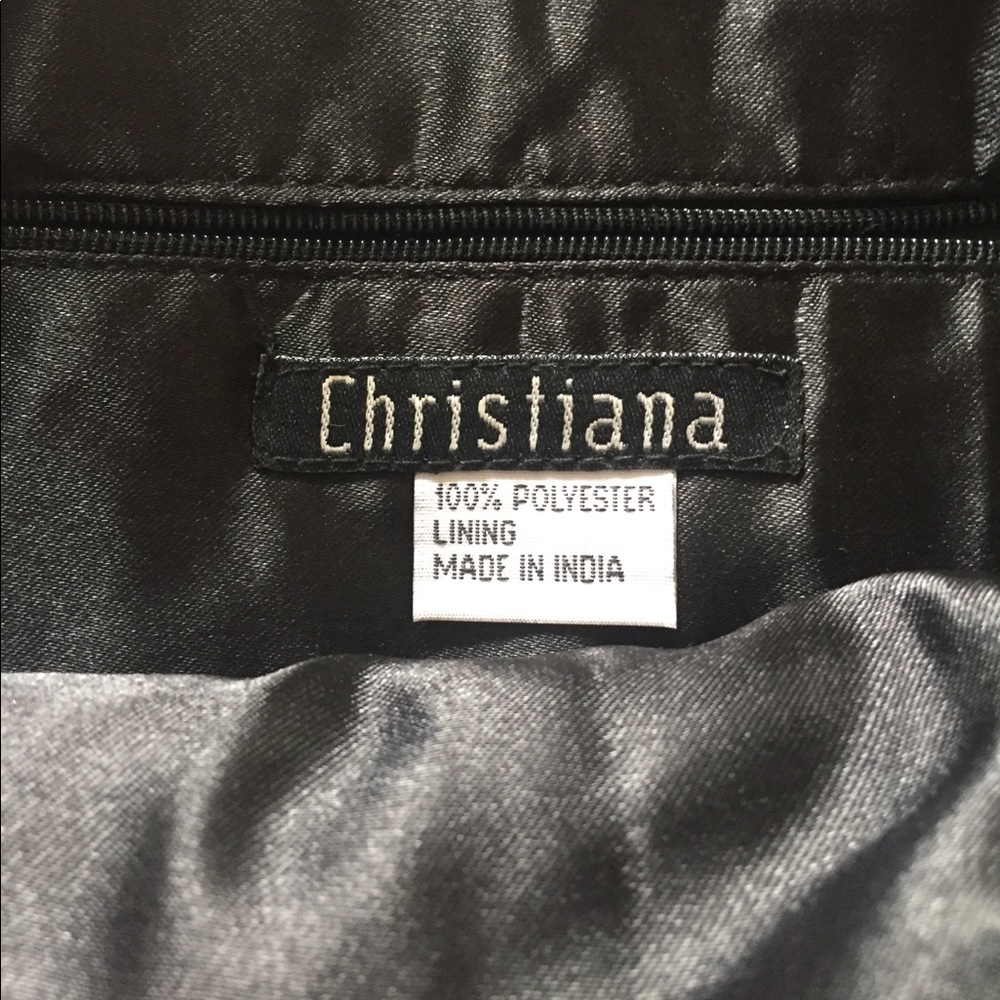 Christiana
100% POLYESTER
LINING
MADE IN INDIA